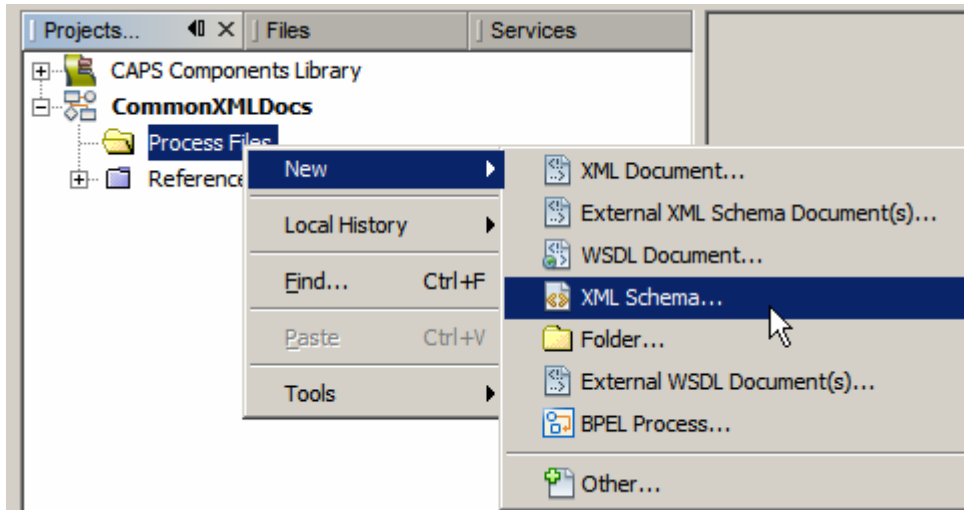 Projects... Files Services
CAPS Components Library
CommonXMLDocs
Process Files
Reference
New
Local History
Find... Ctrl+F
Paste Ctrl+V
Tools
XML Document...
External XML Schema Document(s)...
WSDL Document...
XML Schema...
Folder...
External WSDL Document(s)...
BPEL Process...
Other...